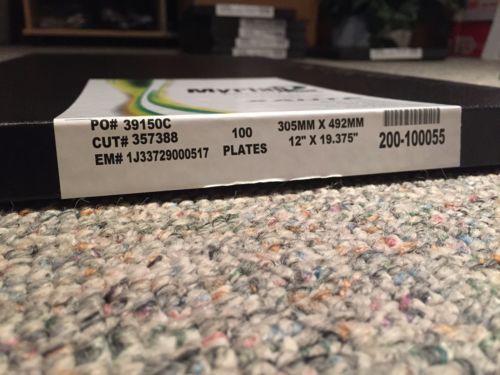 PO# 39150C
CUT# 357388
EM# 1J33729000517
100
PLATES
305MM X 492MM
12" X 19.375"
200-100055